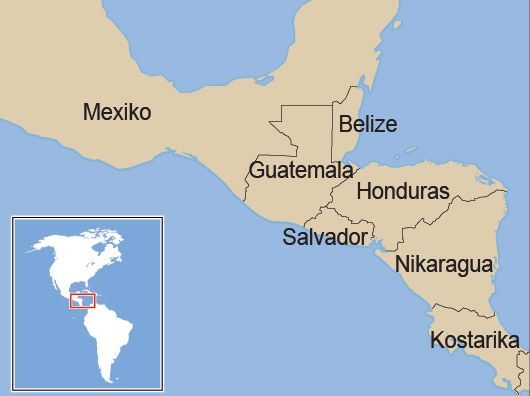 Mexiko
Belize
Guatemala
Honduras
Salvador
Nikaragua
Kostarika